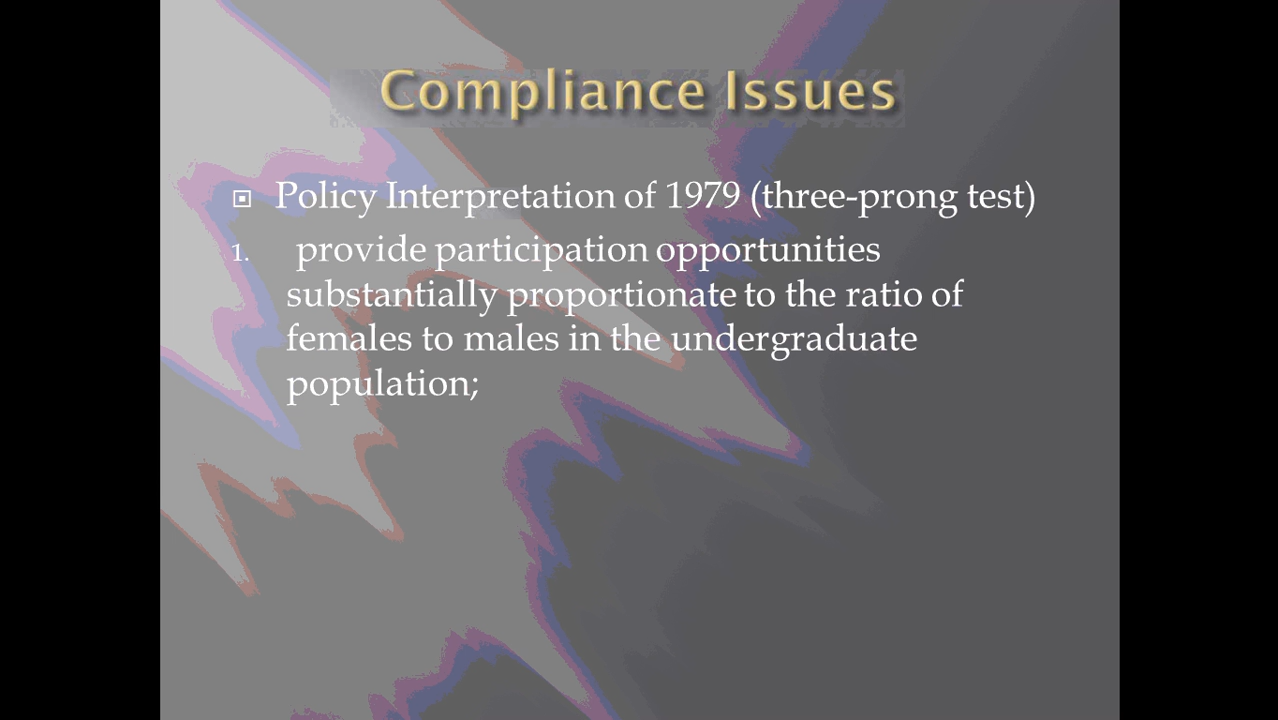 Compliance Issues
Policy Interpretation of 1979 (three-prong test)
1. provide participation opportunities
substantially proportionate to the ratio of
females to males in the undergraduate
population;